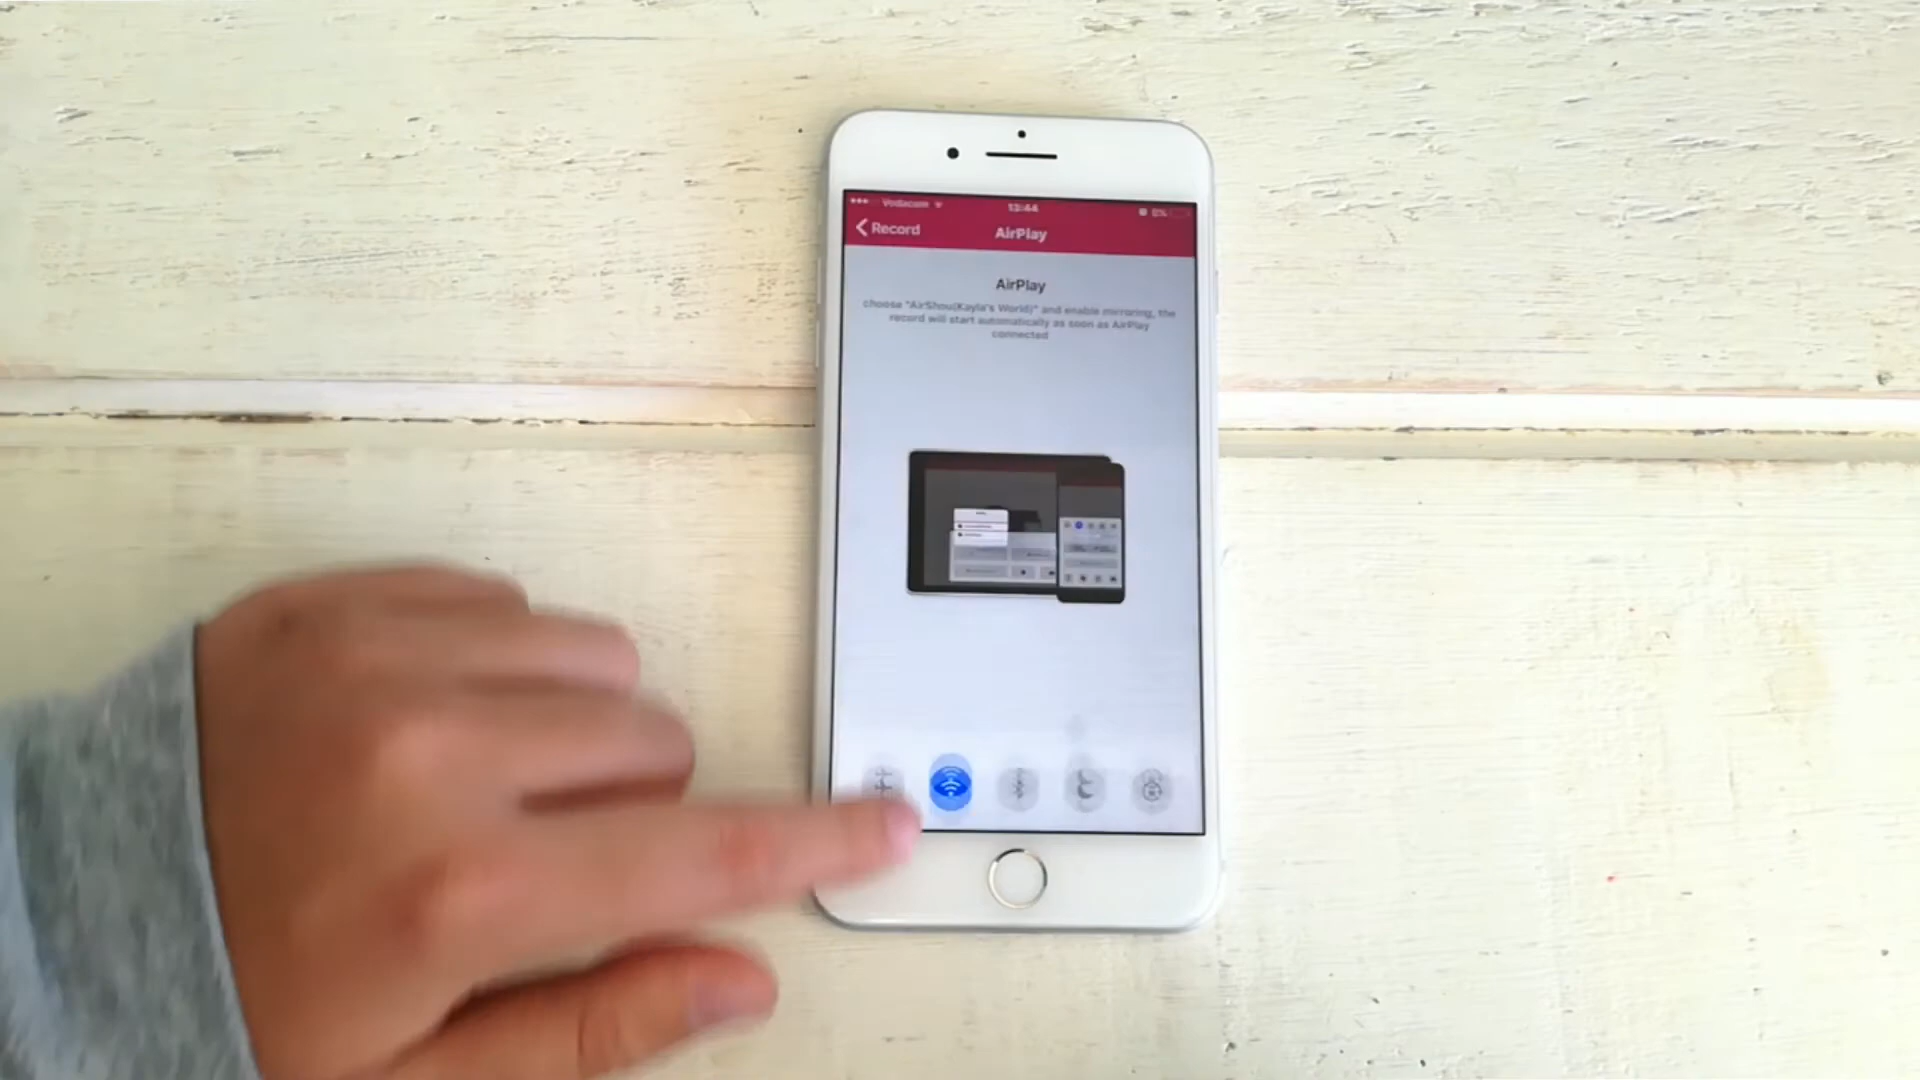 Vodacom
13:44
Record
AirPlay
AirPlay
choose "AirShou(Kayla's World)" and enable mirroring, the
record will start automatically as soon as AirPlay
connected